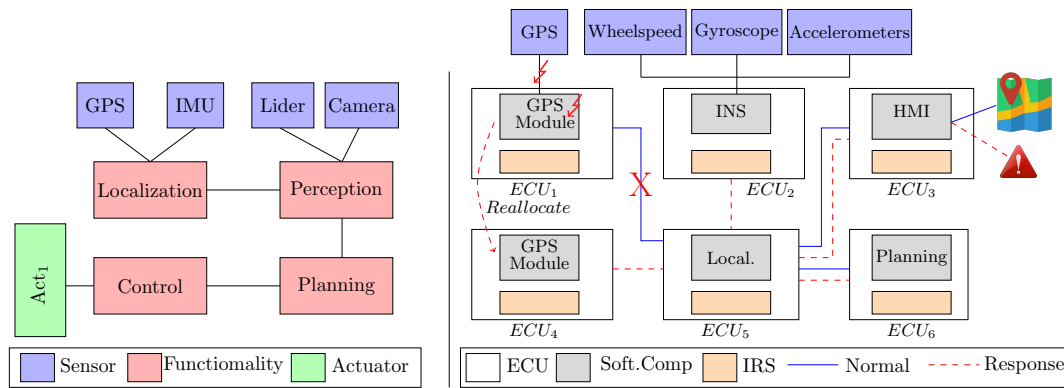 GPS
IMU
Lider
Camera
Localization
Perception
Act1
Control
Planning
Sensor
Functiomality
Actuator
GPS
Wheelspeed
Gyroscope
Accelerometers
GPS
Module
INS
HMI
ECU1
ECU2
ECU3
X
Reallocate
GPS
Module
Local.
Planning
ECU4
ECU5
ECU6
ECU
Soft.Comp
IRS
Normal
Response